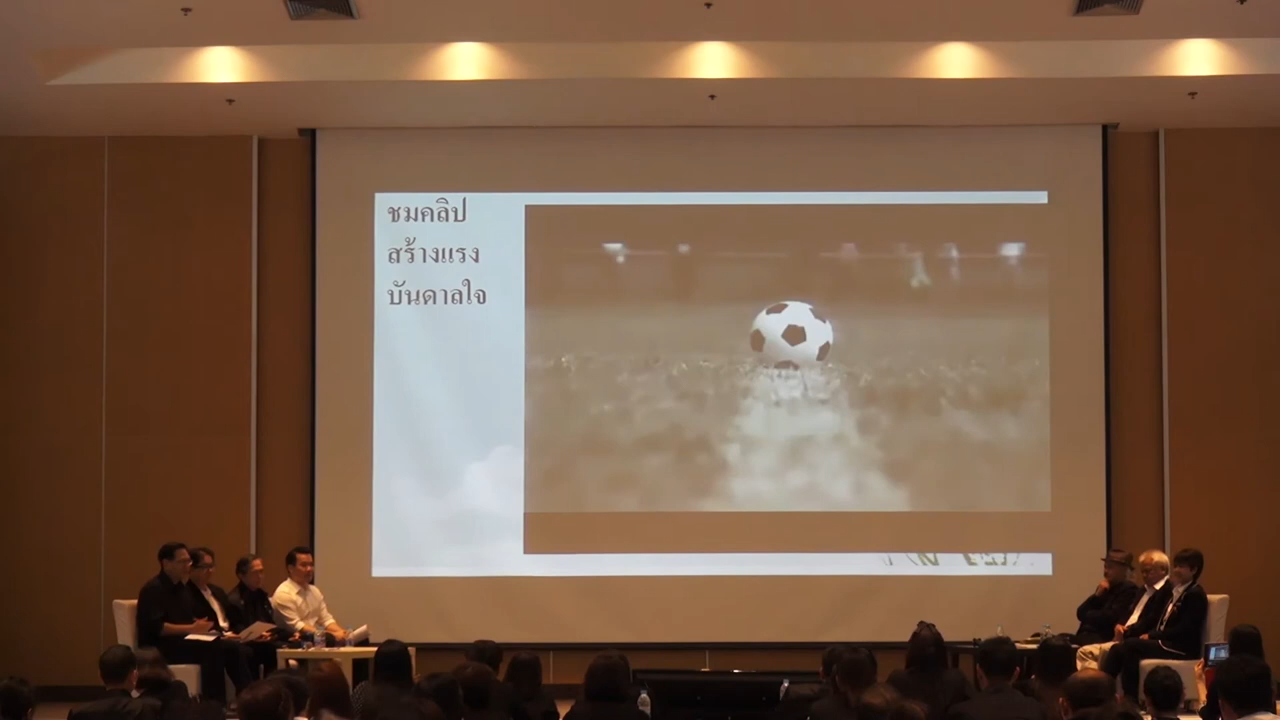 ชมคลิป
สร้างแรง
บันดาลใจ